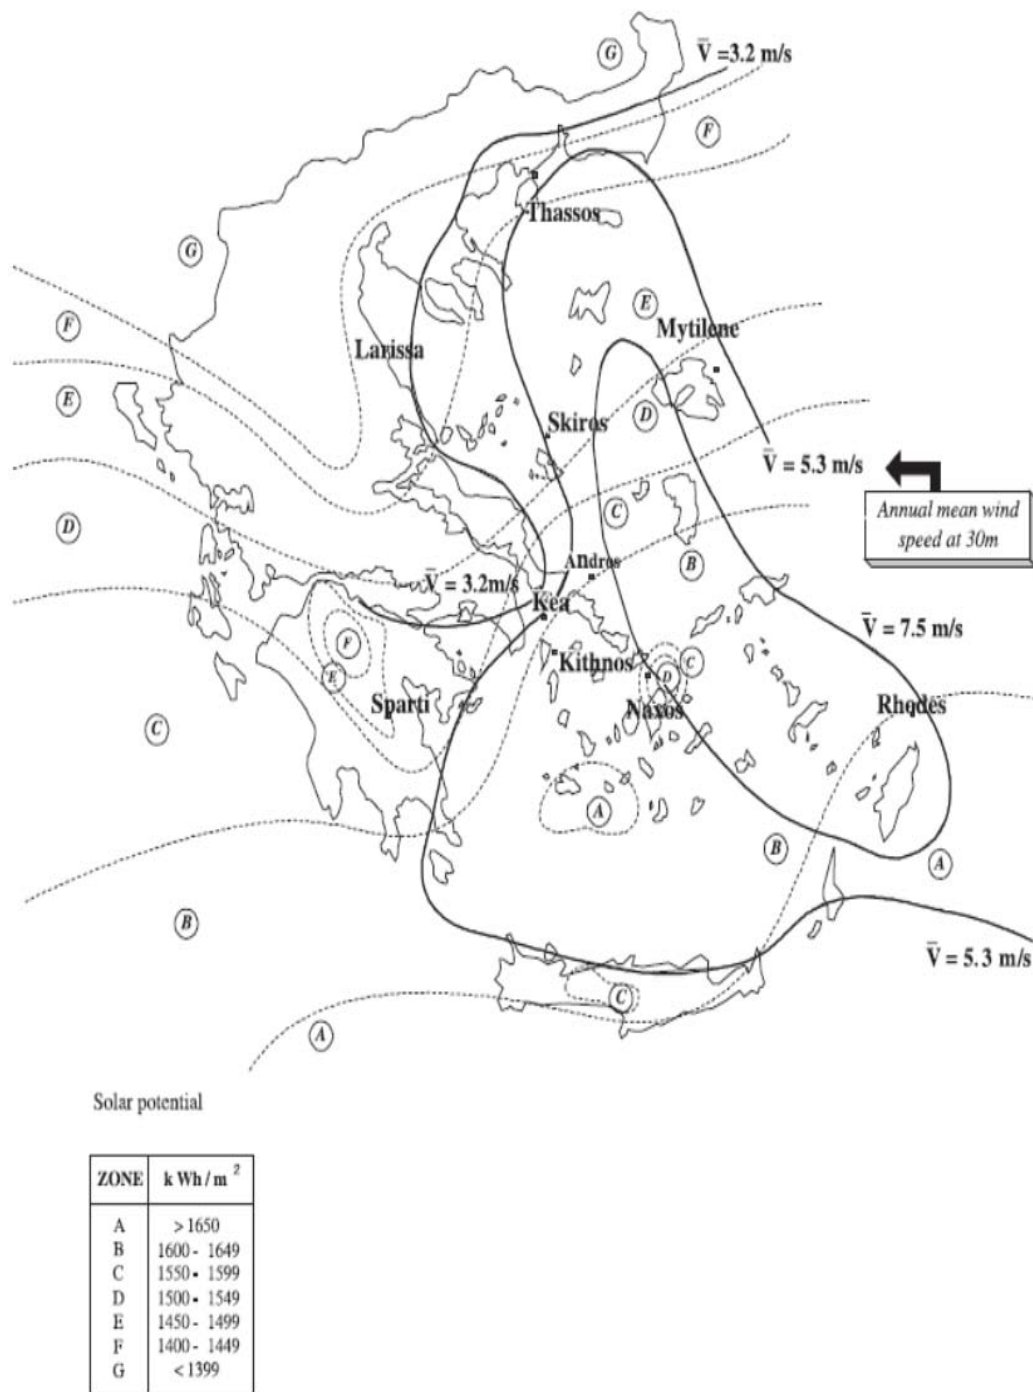 G
V̄ =3.2 m/s
F
Thassos
G
E
F
Mytilene
Larissa
E
D
Skiros
V̄ = 5.3 m/s
Annual mean wind
speed at 30m
C
D
Andros
B
V̄ = 3.2m/s
Kea
V̄ = 7.5 m/s
F
Kithnos
C
E
D
Sparti
Naxos
Rhodes
C
A
B
A
B
V̄ = 5.3 m/s
C
A
Solar potential
ZONE k Wh / m ²
A > 1650
B 1600 - 1649
C 1550 - 1599
D 1500 - 1549
E 1450 - 1499
F 1400 - 1449
G < 1399